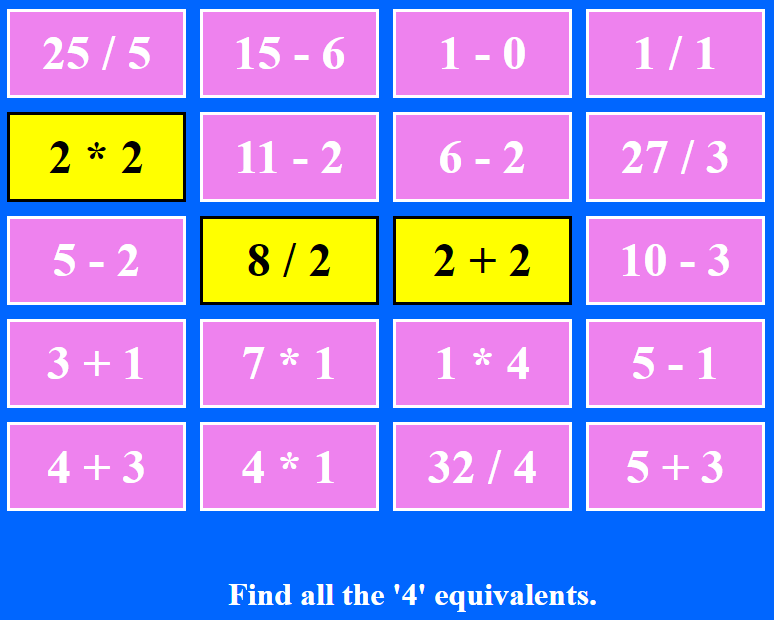 25 / 5 15 - 6 1 - 0 1 / 1
2 * 2 11 - 2 6 - 2 27 / 3
5 - 2 8 / 2 2 + 2 10 - 3
3 + 1 7 * 1 1 * 4 5 - 1
4 + 3 4 * 1 32 / 4 5 + 3
Find all the '4' equivalents.